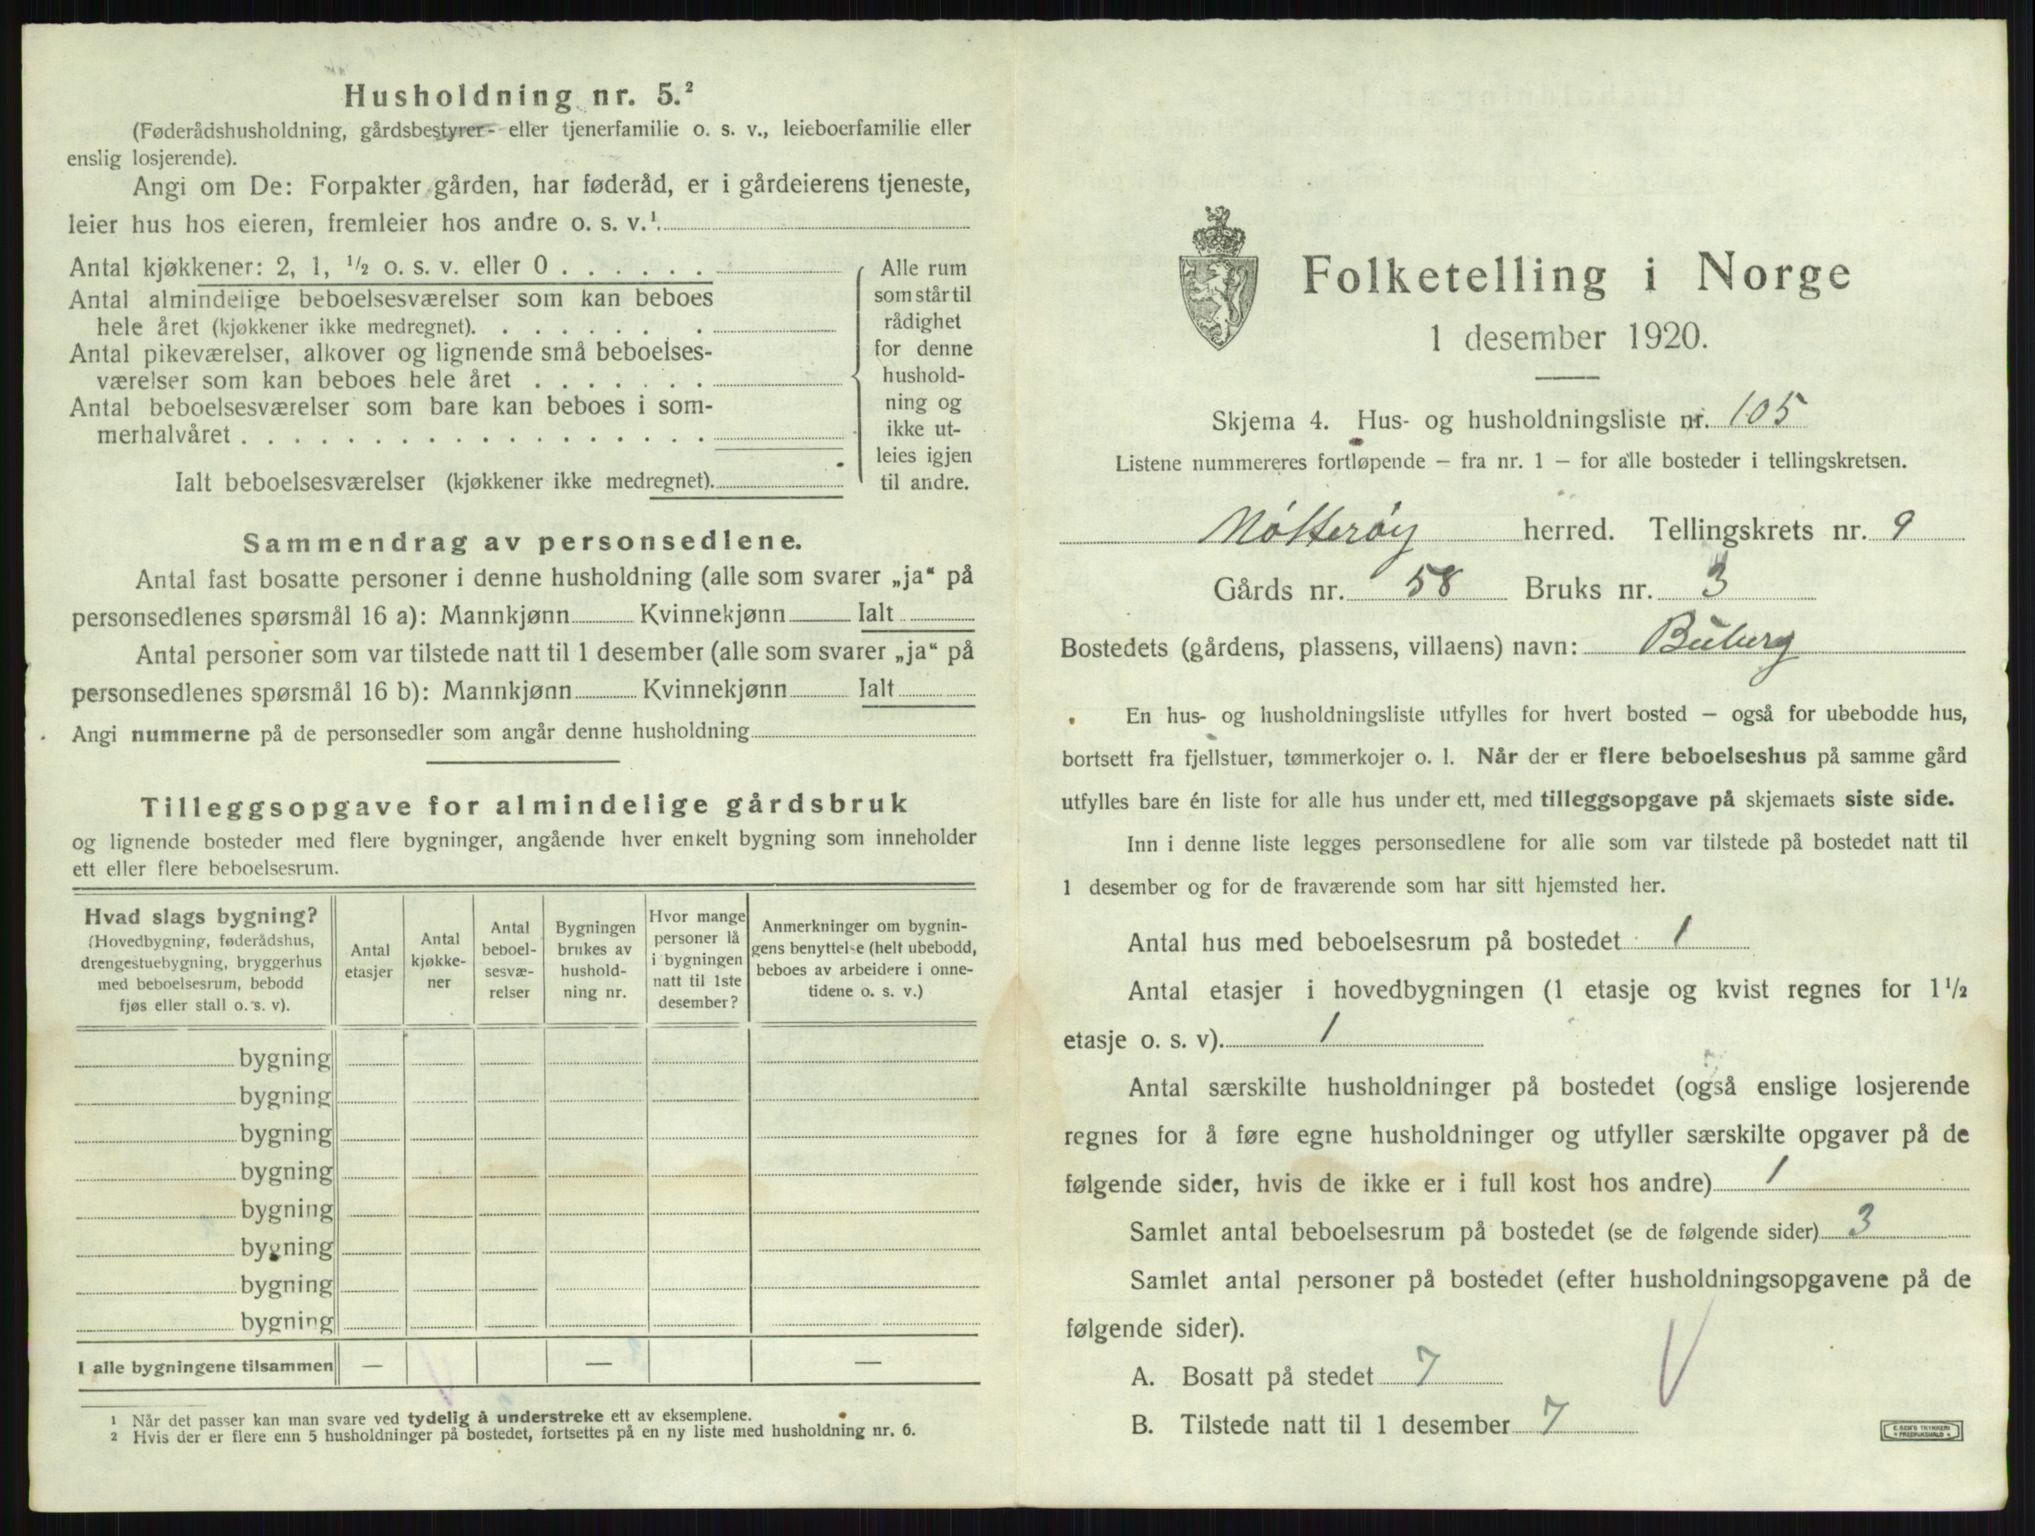 Husholdning nr. 5.²
(Føderådshusholdning, gårdsbestyrer- eller tjenerfamilie o. s. v., leieboerfamilie eller
enslig losjerende).
Angi om De: Forpakter gården, har føderåd, er i gårdeierens tjeneste,
leier hus hos eieren, fremleier hos andre o. s. v.¹
Antal kjøkkener: 2, 1, ½ o. s. v. eller 0 . . . . . .
Antal almindelige beboelsesværelser som kan beboes
hele året (kjøkkener ikke medregnet). . . . . . . .
Antal pikeværelser, alkover og lignende små beboelses-
værelser som kan beboes hele året . . . . . . .
Antal beboelsesværelser som bare kan beboes i som-
merhalvåret . . . . . . . . . . . . . . . . . .
Ialt beboelsesværelser (kjøkkener ikke medregnet).
Alle rum
som står til
rådighet
for denne
hushold-
ning og
ikke ut-
leies igjen
til andre.
Sammendrag av personsedlene.
Antal fast bosatte personer i denne husholdning (alle som svarer „ja“ på
personsedlenes spørsmål 16 a): Mannkjønn Kvinnekjønn Ialt
Antal personer som var tilstede natt til 1 desember (alle som svarer „ja“ på
personsedlenes spørsmål 16 b): Mannkjønn Kvinnekjønn Ialt
Angi nummerne på de personsedler som angår denne husholdning
Tilleggsopgave for almindelige gårdsbruk
og lignende bosteder med flere bygninger, angående hver enkelt bygning som inneholder
ett eller flere beboelsesrum.
Hvad slags bygning?
(Hovedbygning, føderådshus,
drengestuebygning, bryggerhus
med beboelsesrum, bebodd
fjøs eller stall o. s. v).
Antal
etasjer
Antal
kjøkke-
ner
Antal
beboel-
sesvæ-
relser
Bygningen
brukes av
hushold-
ning nr.
Hvor mange
personer lå
i bygningen
natt til 1ste
desember?
Anmerkninger om bygnin-
gens benyttelse (helt ubebodd,
beboes av arbeidere i onne-
tidene o. s. v.)
bygning
bygning
bygning
bygning
bygning
bygning
bygning
bygning
I alle bygningene tilsammen — — —
¹ Når det passer kan man svare ved tydelig å understreke ett av eksemplene.
² Hvis der er flere enn 5 husholdninger på bostedet, fortsettes på en ny liste med husholdning nr. 6.
Folketelling i Norge
1 desember 1920.
Skjema 4. Hus- og husholdningsliste nr. 105
Listene nummereres fortløpende – fra nr. 1 – for alle bosteder i tellingskretsen.
Nötterøy herred. Tellingskrets nr. 9
Gårds nr. 58 Bruks nr. 3
Bostedets (gårdens, plassens, villaens) navn: Buberg
En hus- og husholdningsliste utfylles for hvert bosted – også for ubebodde hus,
bortsett fra fjellstuer, tømmerkojer o. l. Når der er flere beboelseshus på samme gård
utfylles bare én liste for alle hus under ett, med tilleggsopgave på skjemaets siste side.
Inn i denne liste legges personsedlene for alle som var tilstede på bostedet natt til
1 desember og for de fraværende som har sitt hjemsted her.
Antal hus med beboelsesrum på bostedet 1
Antal etasjer i hovedbygningen (1 etasje og kvist regnes for 1½
etasje o. s. v). 1
Antal særskilte husholdninger på bostedet (også enslige losjerende
regnes for å føre egne husholdninger og utfyller særskilte opgaver på de
følgende sider, hvis de ikke er i full kost hos andre) 1
Samlet antal beboelsesrum på bostedet (se de følgende sider) 3
Samlet antal personer på bostedet (efter husholdningsopgavene på de
følgende sider).
A. Bosatt på stedet 7
B. Tilstede natt til 1 desember 7